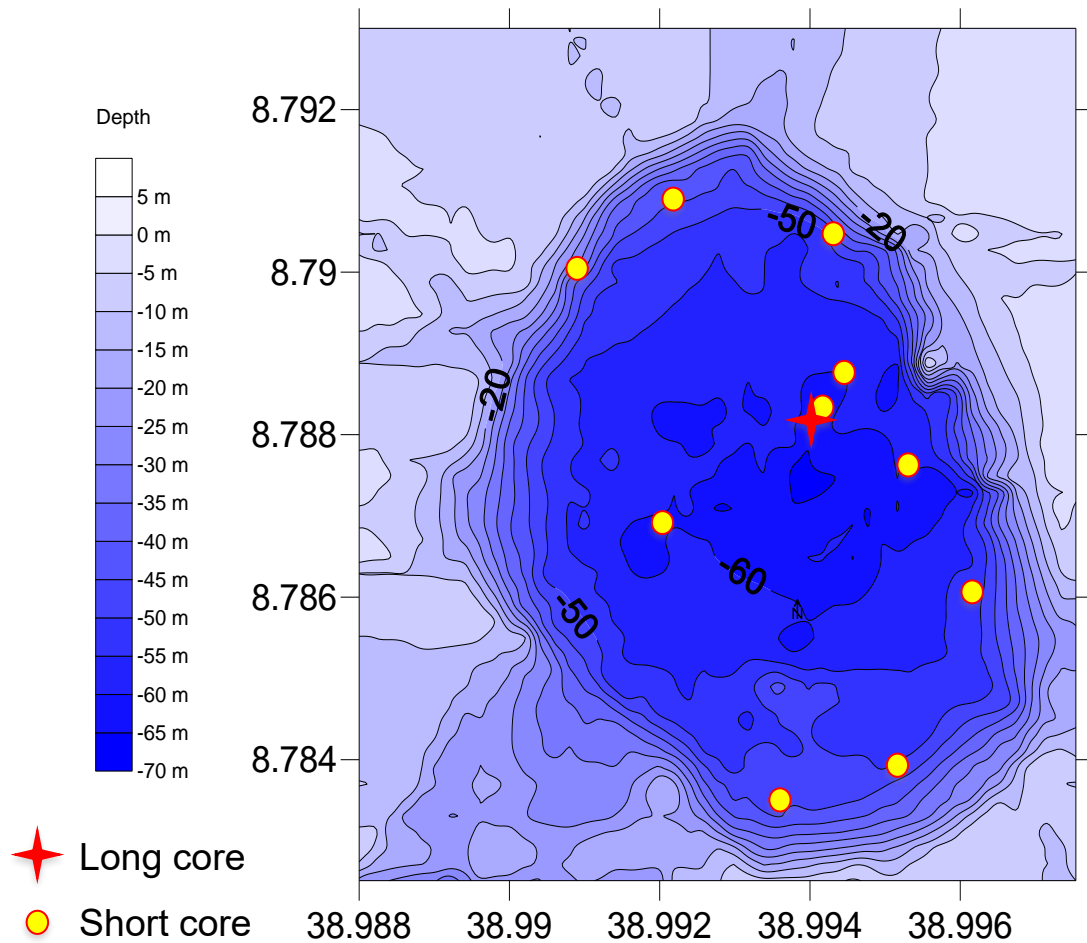 Depth
5 m
0 m
-5 m
-10 m
-15 m
-20 m
-25 m
-30 m
-35 m
-40 m
-45 m
-50 m
-55 m
-60 m
-65 m
-70 m
Long core
Short core
8.792
8.79
8.788
8.786
8.784
-50
-20
-20
-60
-50
38.988
38.99
38.992
38.994
38.996